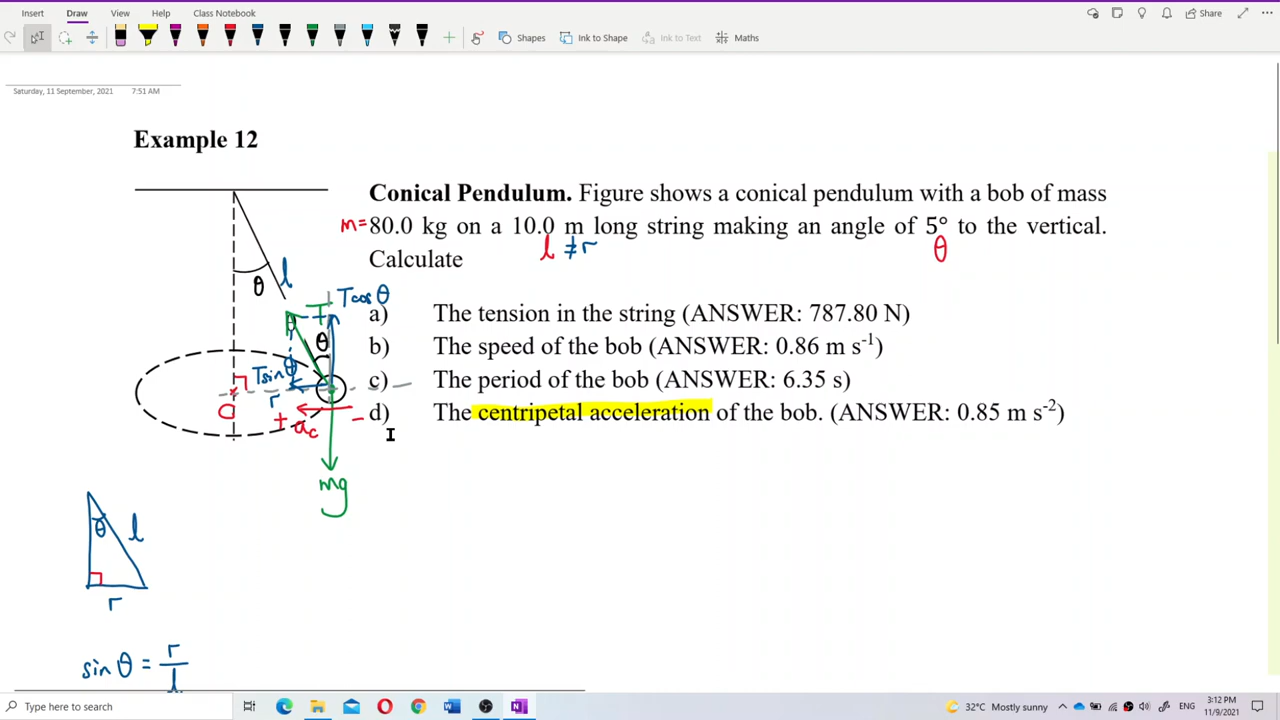 Insert Draw History Help Class Notebook Share
Shapes Ink to Shape Ink to Text Maths
Saturday, 11 September, 2021 7:51 AM
Example 12
Conical Pendulum. Figure shows a conical pendulum with a bob of mass
m= 80.0 kg on a 10.0 m long string making an angle of 5° to the vertical.
l ≠ r θ
Calculate
θ l
T Tcos θ
a) The tension in the string (ANSWER: 787.80 N)
θ θ
b) The speed of the bob (ANSWER: 0.86 m s-1)
Tsin θ
c) The period of the bob (ANSWER: 6.35 s)
r
d) The centripetal acceleration of the bob. (ANSWER: 0.85 m s-2)
+ ac -
mg
θ l
r
sin θ = r/l
Type here to search
32°C Mostly sunny
ENG
3:12 PM
11/9/2021